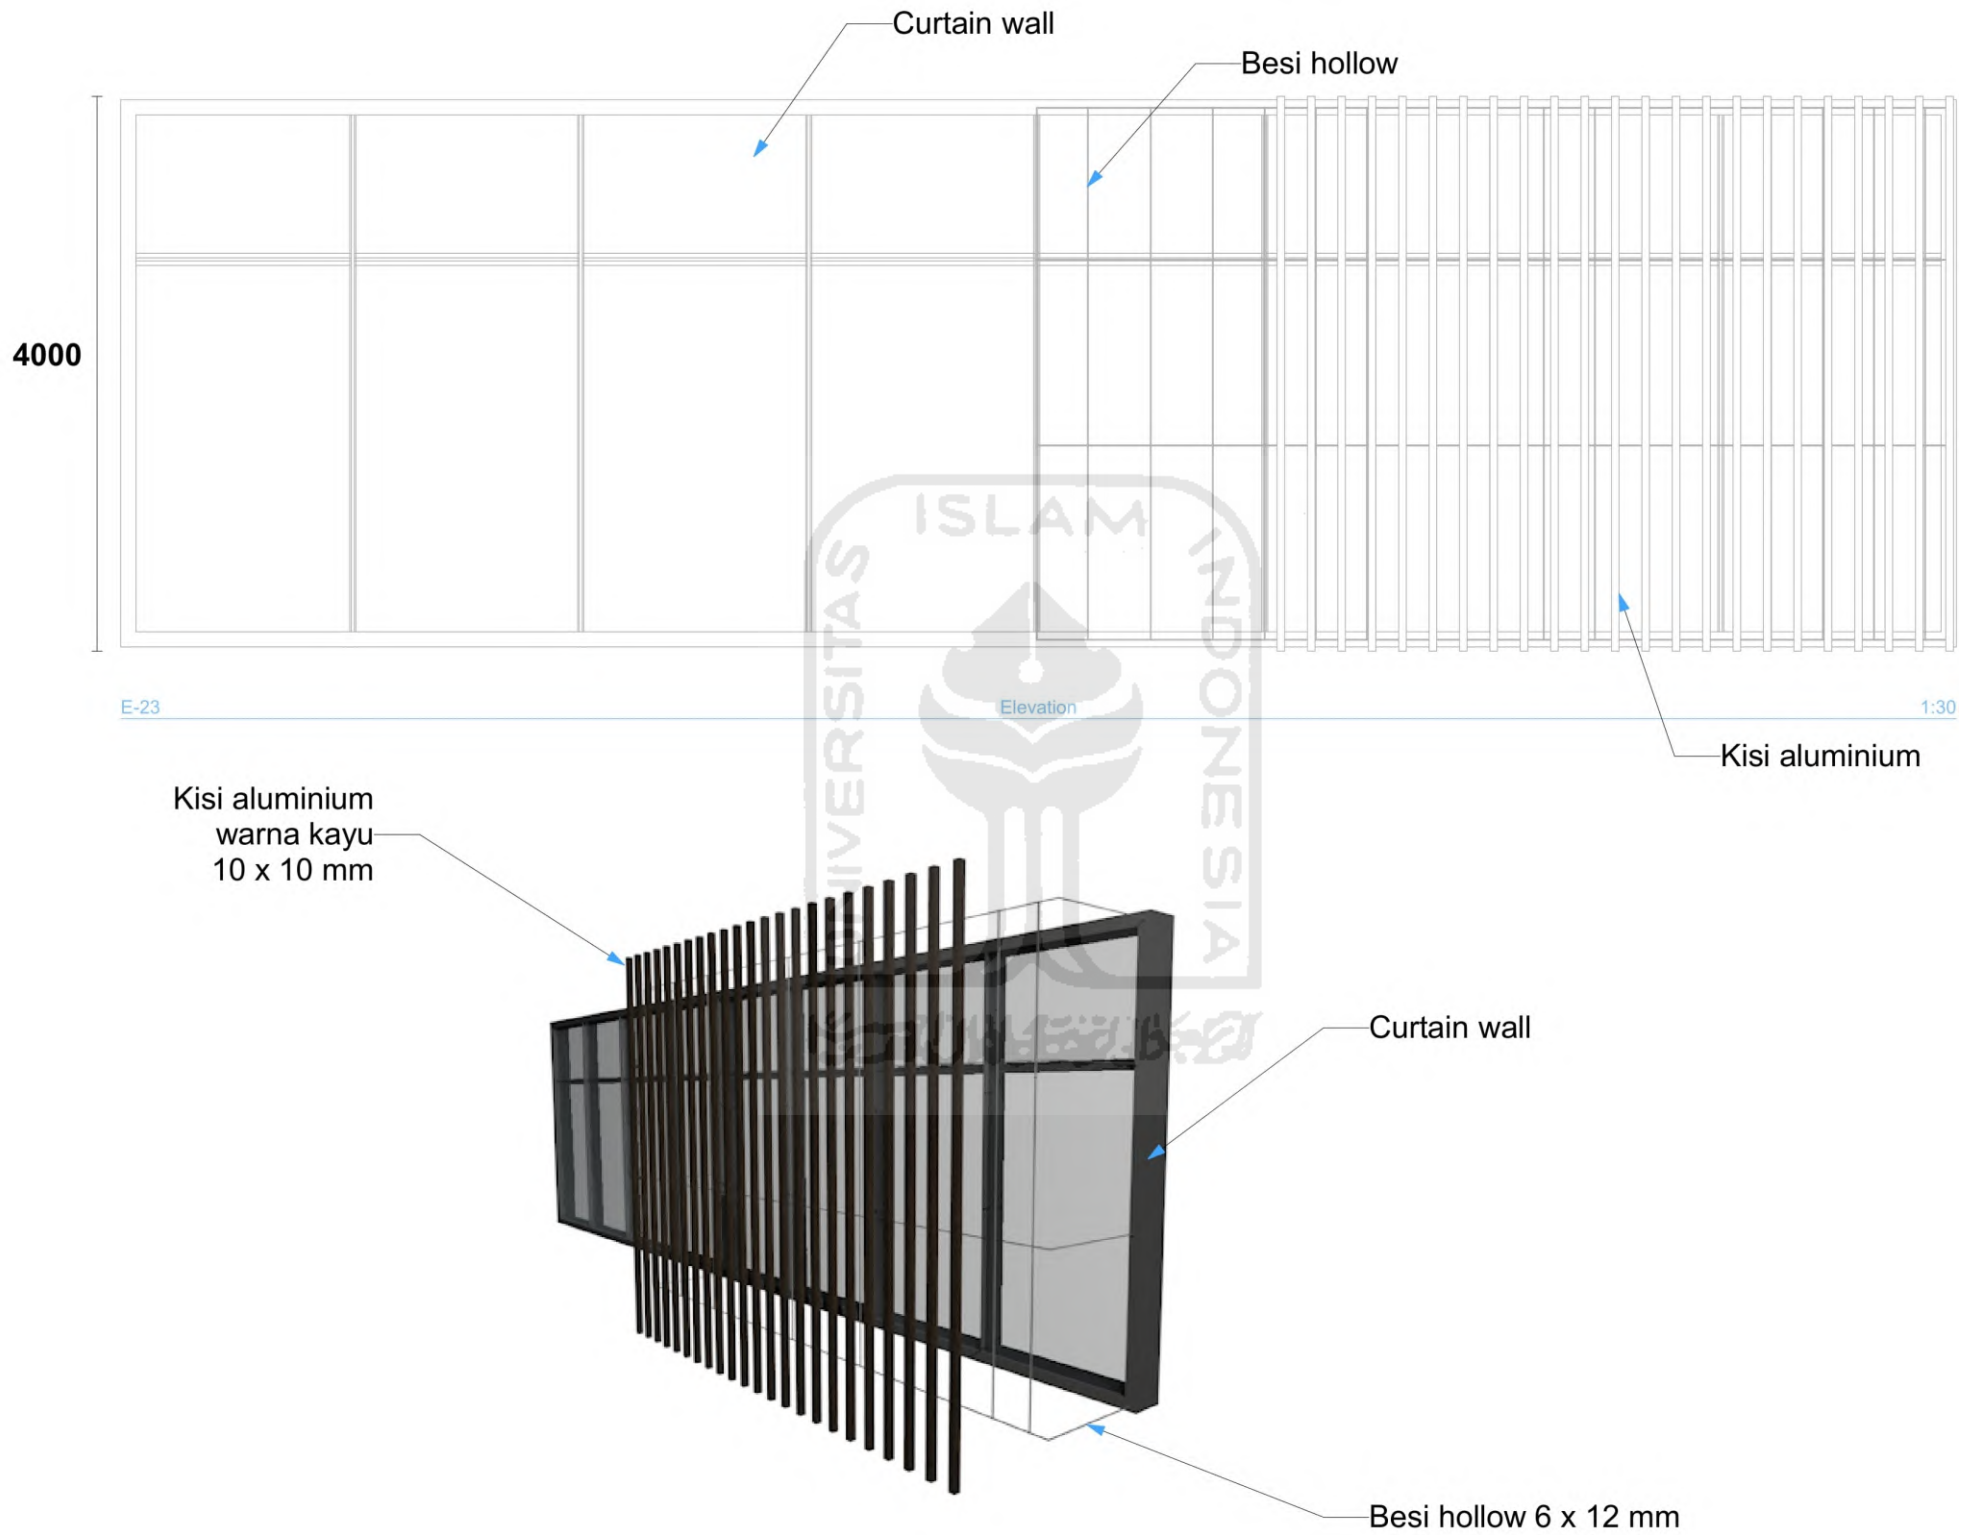 Curtain wall
Besi hollow
4000
ISLAM
UNIVERSITAS
INDONESIA
E-23
Elevation
1:30
Kisi aluminium
Kisi aluminium
warna kayu
10 x 10 mm
Curtain wall
Besi hollow 6 x 12 mm